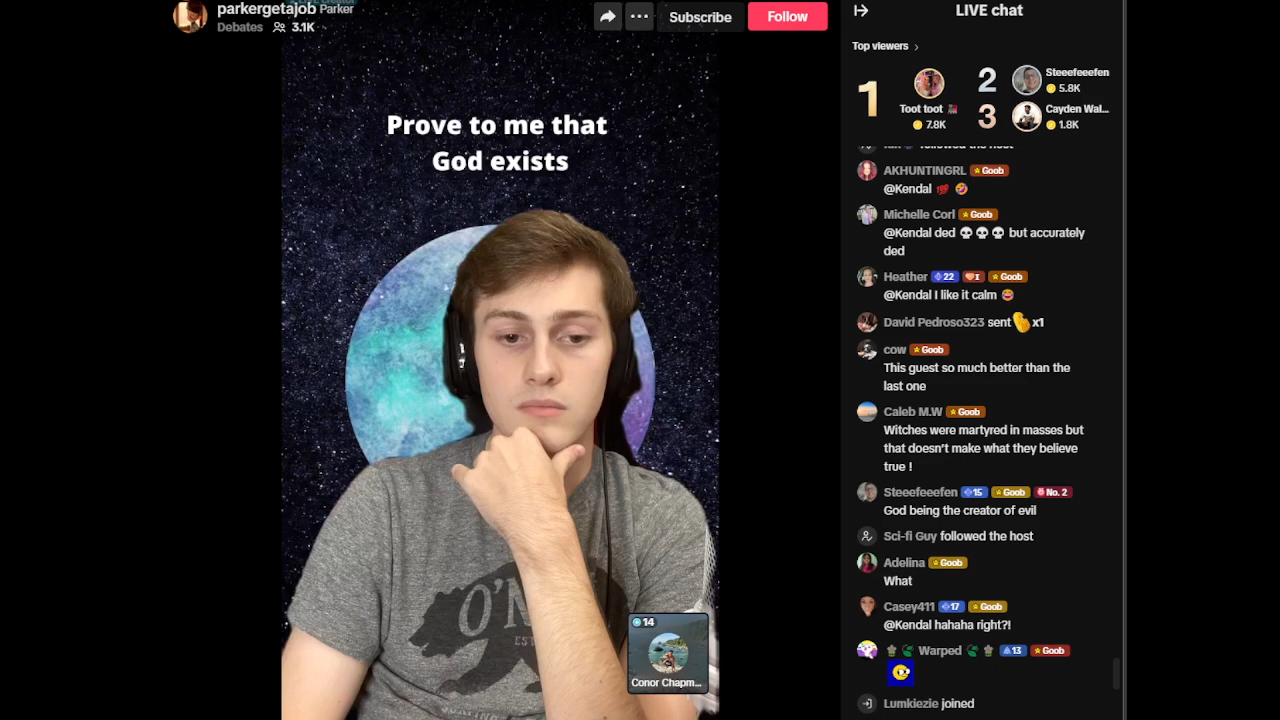 parkergetajob Parker
Debates 3.1K
Subscribe
Follow
Prove to me that
God exists
O'N
EST
14
Conor Chapm...
LIVE chat
Top viewers
1
Toot toot
7.8K
2
Steeefeeefen
5.8K
3
Cayden Wal...
1.8K
followed the host
AKHUNTINGRL Goob
@Kendal 💯 🤣
Michelle Corl Goob
@Kendal ded 💀 💀 💀 but accurately
ded
Heather 22 I Goob
@Kendal I like it calm 😂
David Pedroso323 sent x1
cow Goob
This guest so much better than the
last one
Caleb M.W Goob
Witches were martyred in masses but
that doesn't make what they believe
true !
Steeefeeefen 15 Goob No. 2
God being the creator of evil
Sci-fi Guy followed the host
Adelina Goob
What
Casey411 17 Goob
@Kendal hahaha right?!
Warped 13 Goob
Lumkiezie joined